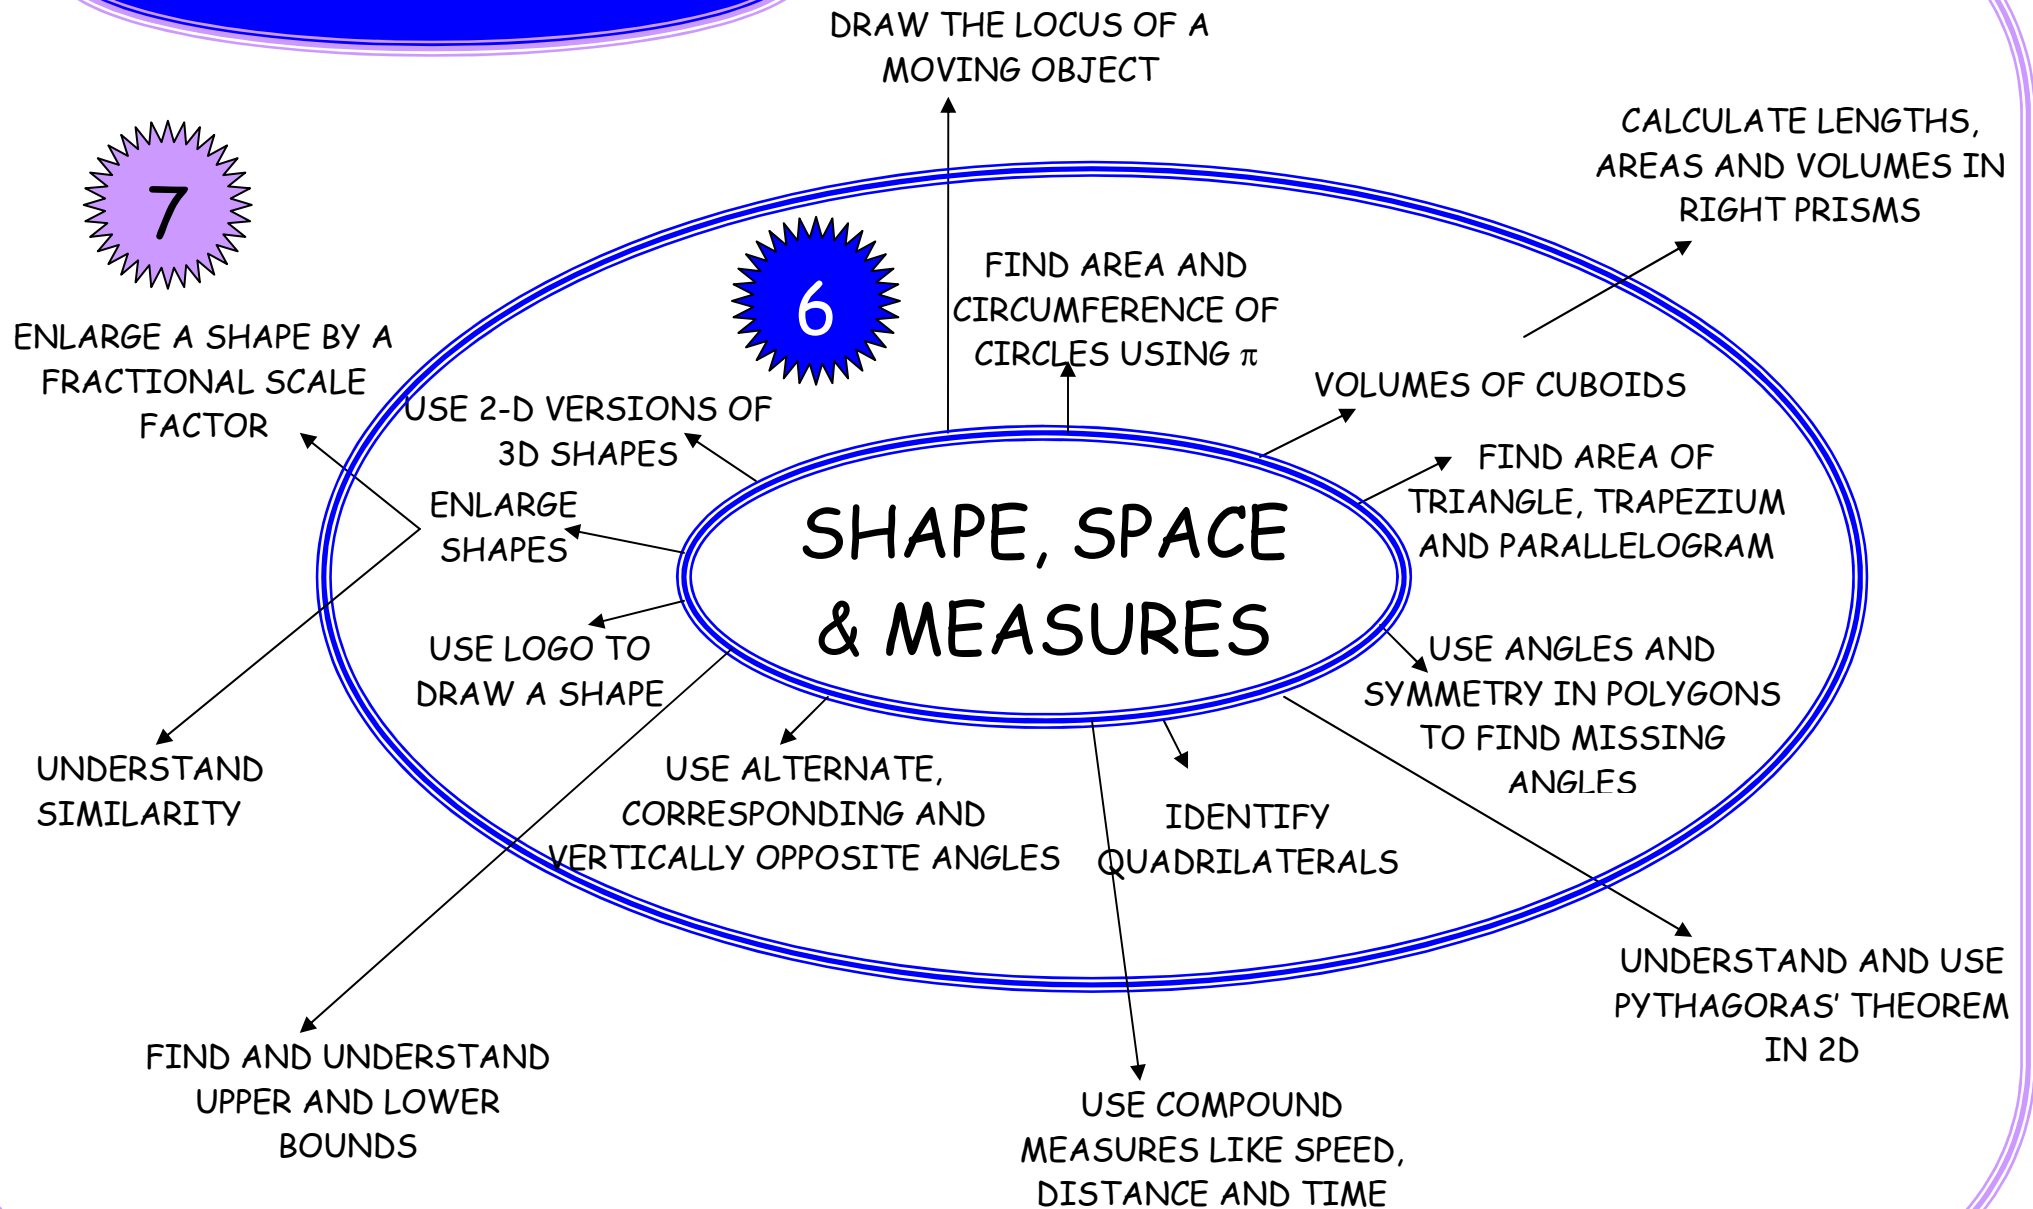 DRAW THE LOCUS OF A
MOVING OBJECT
CALCULATE LENGTHS,
AREAS AND VOLUMES IN
RIGHT PRISMS
7
6
FIND AREA AND
CIRCUMFERENCE OF
CIRCLES USING π
ENLARGE A SHAPE BY A
FRACTIONAL SCALE
FACTOR
USE 2-D VERSIONS OF
3D SHAPES
VOLUMES OF CUBOIDS
FIND AREA OF
TRIANGLE, TRAPEZIUM
AND PARALLELOGRAM
ENLARGE
SHAPES
SHAPE, SPACE
& MEASURES
USE LOGO TO
DRAW A SHAPE
USE ANGLES AND
SYMMETRY IN POLYGONS
TO FIND MISSING
ANGLES
UNDERSTAND
SIMILARITY
USE ALTERNATE,
CORRESPONDING AND
VERTICALLY OPPOSITE ANGLES
IDENTIFY
QUADRILATERALS
UNDERSTAND AND USE
PYTHAGORAS' THEOREM
IN 2D
FIND AND UNDERSTAND
UPPER AND LOWER
BOUNDS
USE COMPOUND
MEASURES LIKE SPEED,
DISTANCE AND TIME